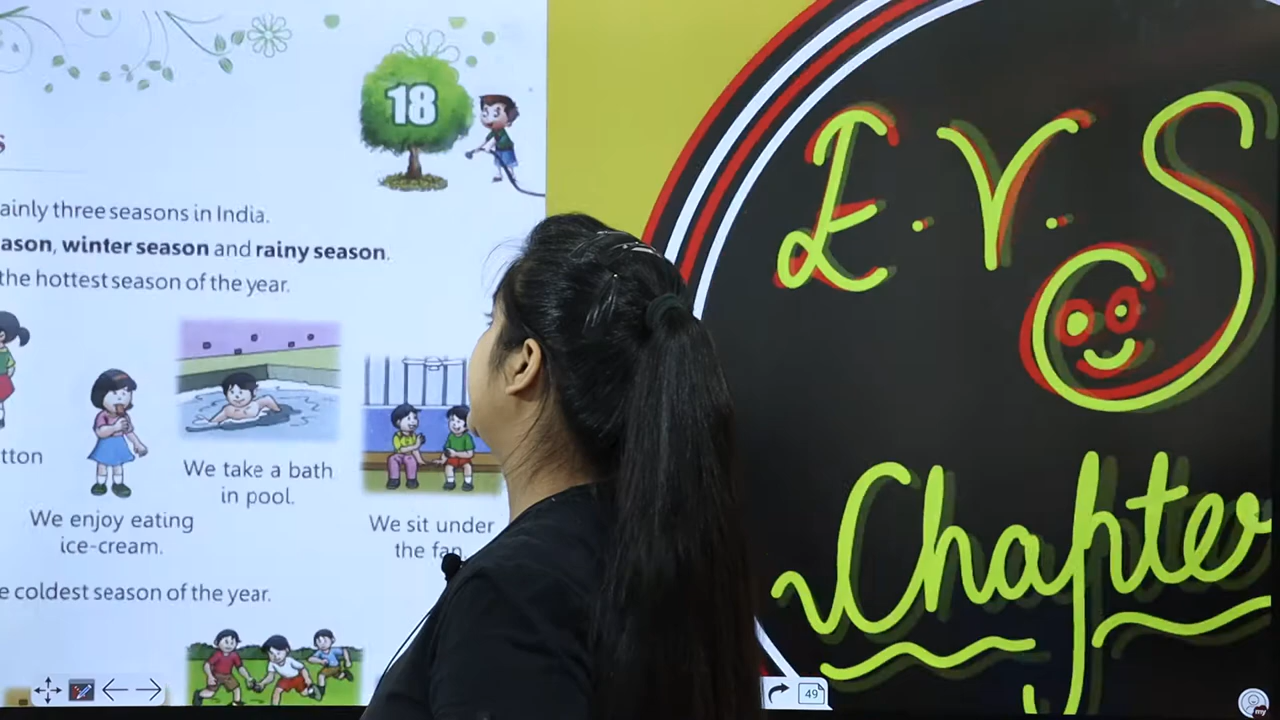 18
ainly three seasons in India.
ason, winter season and rainy season.
the hottest season of the year.
tton
We enjoy eating
ice-cream.
We take a bath
in pool.
We sit under
the fan.
e coldest season of the year.
E.V.S
Chapter
49
my